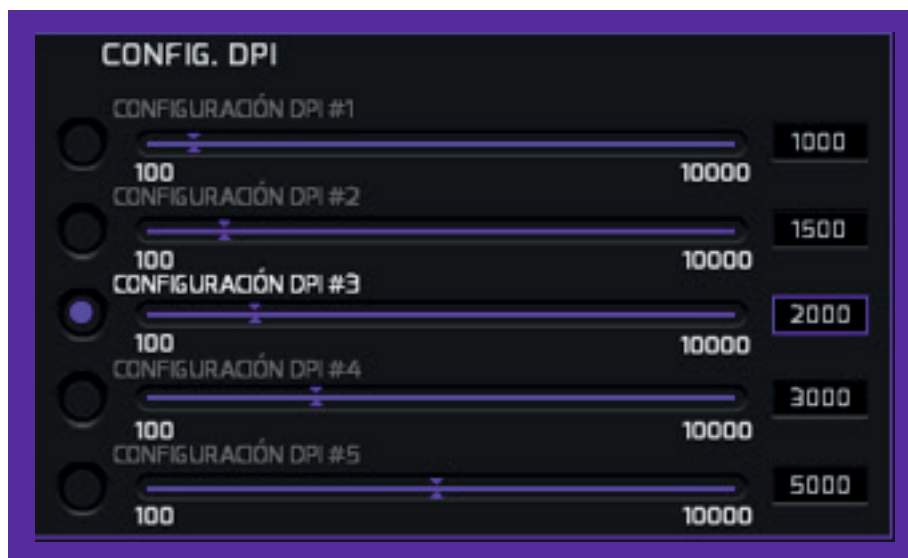 CONFIG. DPI
CONFIGURACIÓN DPI #1
1000
100 10000
CONFIGURACIÓN DPI #2
1500
100 10000
CONFIGURACIÓN DPI #3
2000
100 10000
CONFIGURACIÓN DPI #4
3000
100 10000
CONFIGURACIÓN DPI #5
5000
100 10000